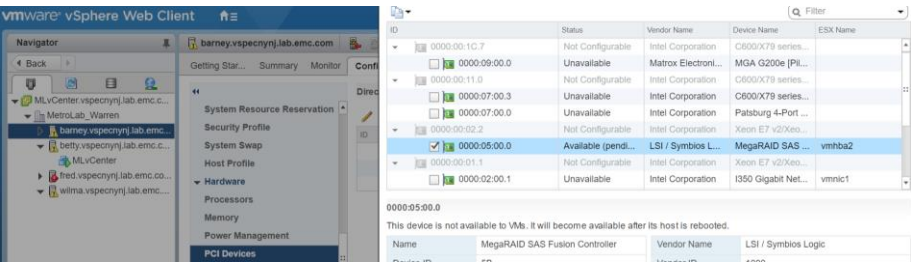 vmware® vSphere Web Client
Navigator
Back
MLvCenter.vspecnynj.lab.emc.c...
MetroLab_Warren
barney.vspecnynj.lab.emc...
betty.vspecnynj.lab.emc.c...
MLvCenter
fred.vspecnynj.lab.emc.co...
wilma.vspecnynj.lab.emc....
barney.vspecnynj.lab.emc.com
Getting Star... Summary Monitor Confi
Direc
System Resource Reservation
Security Profile
System Swap
Host Profile
Hardware
Processors
Memory
Power Management
PCI Devices
ID
Filter
ID Status Vendor Name Device Name ESX Name
0000:00:1C.7 Not Configurable Intel Corporation C600/X79 series...
0000:09:00.0 Unavailable Matrox Electroni... MGA G200e [Pil...
0000:00:11.0 Not Configurable Intel Corporation C600/X79 series...
0000:07:00.3 Unavailable Intel Corporation C600/X79 series...
0000:07:00.0 Unavailable Intel Corporation Patsburg 4-Port ...
0000:00:02.2 Not Configurable Intel Corporation Xeon E7 v2/Xeo...
0000:05:00.0 Available (pendi... LSI / Symbios L... MegaRAID SAS ... vmhba2
0000:00:01.1 Not Configurable Intel Corporation Xeon E7 v2/Xeo...
0000:02:00.1 Unavailable Intel Corporation I350 Gigabit Net... vmnic1
0000:05:00.0
This device is not available to VMs. It will become available after its host is rebooted.
Name MegaRAID SAS Fusion Controller Vendor Name LSI / Symbios Logic
Device ID 5B Vendor ID 1000